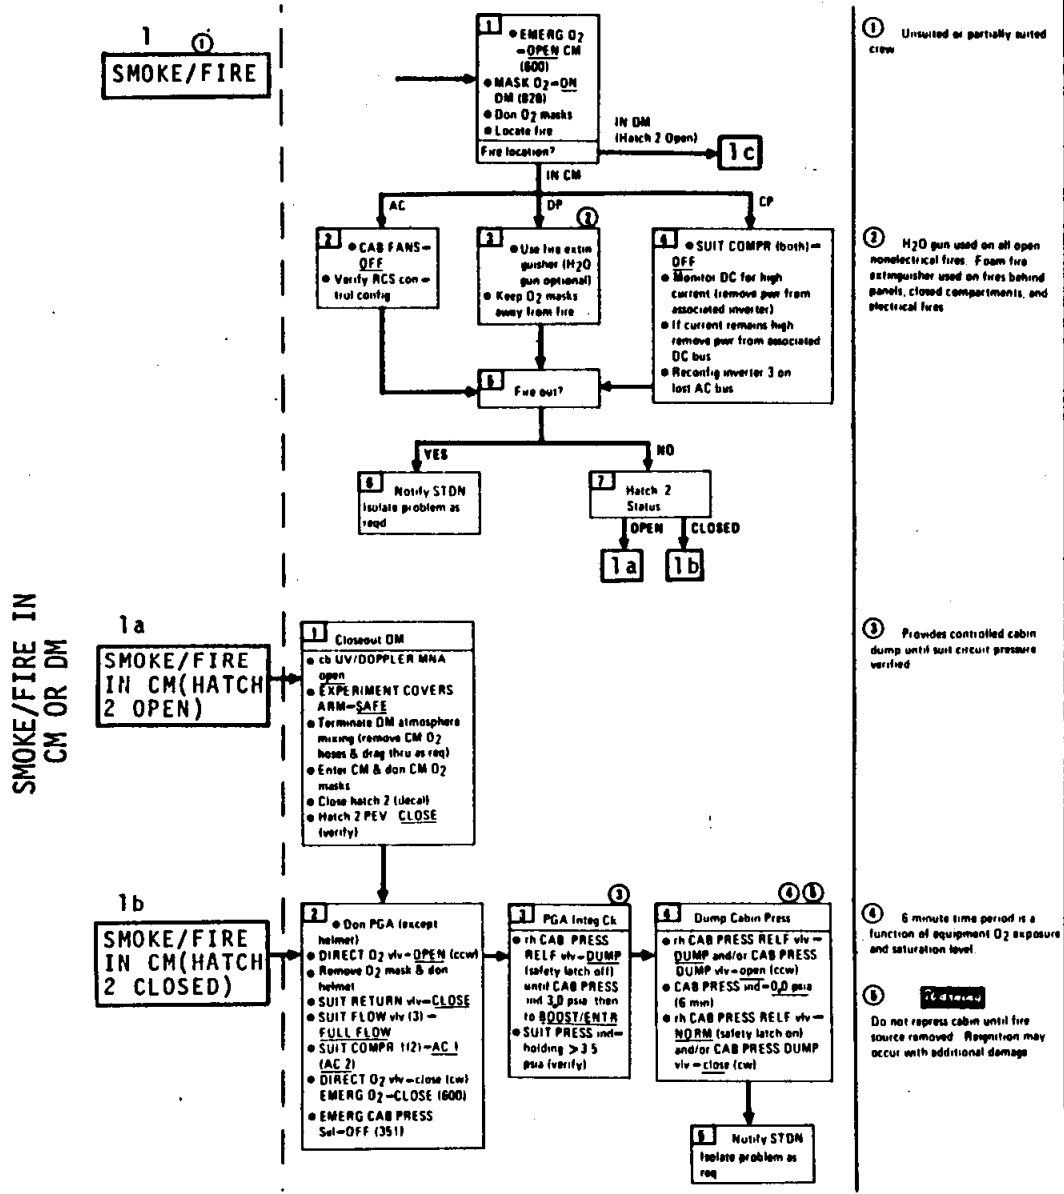 SMOKE/FIRE IN
CM OR DM
1
①
SMOKE/FIRE
1
● EMERG O2
– OPEN CM
(600)
● MASK O2–ON
DM (828)
● Don O2 masks
● Locate fire
Fire location?
IN DM
(Hatch 2 Open)
1c
IN CM
AC
DP
②
CP
2
● CAB FANS–
OFF
● Verify RCS con
trol config
3
● Use fire extin
guisher (H2O
gun optional)
● Keep O2 masks
away from fire
4
● SUIT COMPR (both)–
OFF
● Monitor DC for high
current (remove pwr from
associated inverter)
● If current remains high
remove pwr from associated
DC bus
● Reconfig inverter 3 on
lost AC bus
5
Fire out?
YES
NO
6
Notify STDN
Isolate problem as
reqd
7
Hatch 2
Status
OPEN
CLOSED
1a
1b
1a
SMOKE/FIRE
IN CM(HATCH
2 OPEN)
1
Closeout DM
● cb UV/DOPPLER MNA
open
● EXPERIMENT COVERS
ARM–SAFE
● Terminate DM atmosphere
mixing (remove CM O2
hoses & drag thru as req)
● Enter CM & don CM O2
masks
● Close hatch 2 (decal)
● Hatch 2 PEV CLOSE
(verify)
1b
SMOKE/FIRE
IN CM(HATCH
2 CLOSED)
2
● Don PGA (except
helmet)
● DIRECT O2 vlv–OPEN (ccw)
● Remove O2 mask & don
helmet
● SUIT RETURN vlv–CLOSE
● SUIT FLOW vlv (3) –
FULL FLOW
● SUIT COMPR 1(2)–AC 1
(AC 2)
● DIRECT O2 vlv–close (cw)
EMERG O2–CLOSE (600)
● EMERG CAB PRESS
Sel–OFF (351)
③
3
PGA Integ Ck
● rh CAB PRESS
RELF vlv–DUMP
(safety latch off)
until CAB PRESS
ind 3.0 psia then
to BOOST/ENTR
● SUIT PRESS ind–
holding > 3 5
psia (verify)
④ ⑤
4
Dump Cabin Press
● rh CAB PRESS RELF vlv –
DUMP and/or CAB PRESS
DUMP vlv–open (ccw)
● CAB PRESS ind–0.0 psia
(6 min)
● rh CAB PRESS RELF vlv–
NORM (safety latch on)
and/or CAB PRESS DUMP
vlv –close (cw)
5
Notify STDN
Isolate problem as
req
① Unsuited or partially suited
crew
② H2O gun used on all open
nonelectrical fires. Foam fire
extinguisher used on fires behind
panels, closed compartments, and
electrical fires
③ Provides controlled cabin
dump until suit circuit pressure
verified
④ 6 minute time period is a
function of equipment O2 exposure
and saturation level.
⑤ Warning
Do not repress cabin until fire
source removed. Reignition may
occur with additional damage